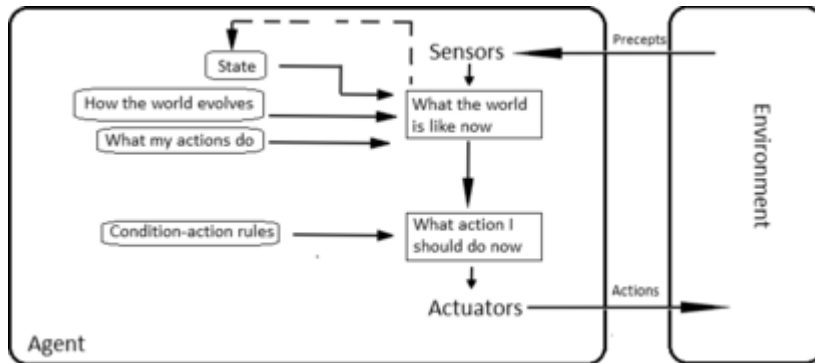 Precepts
Sensors
State
How the world evolves
What the world
is like now
What my actions do
Environment
Condition-action rules
What action I
should do now
Actions
Actuators
Agent